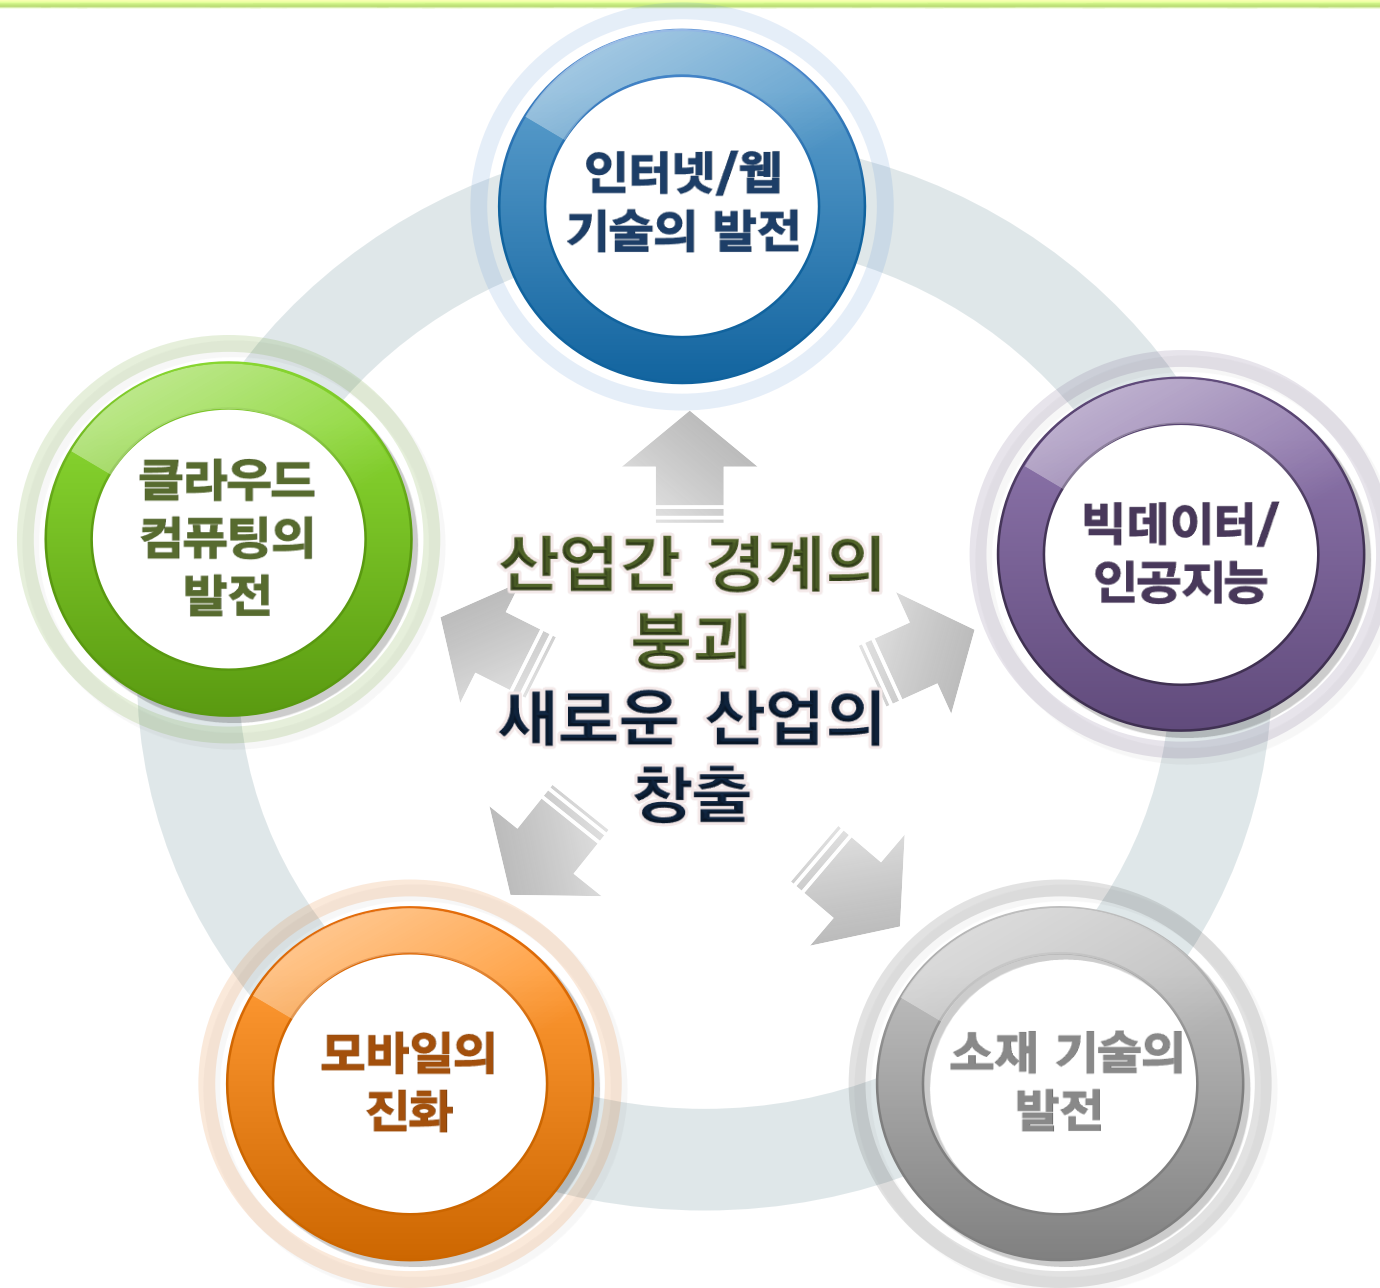 인터넷/웹
기술의 발전
클라우드
컴퓨팅의
발전
빅데이터/
인공지능
산업간 경계의
붕괴
새로운 산업의
창출
모바일의
진화
소재 기술의
발전